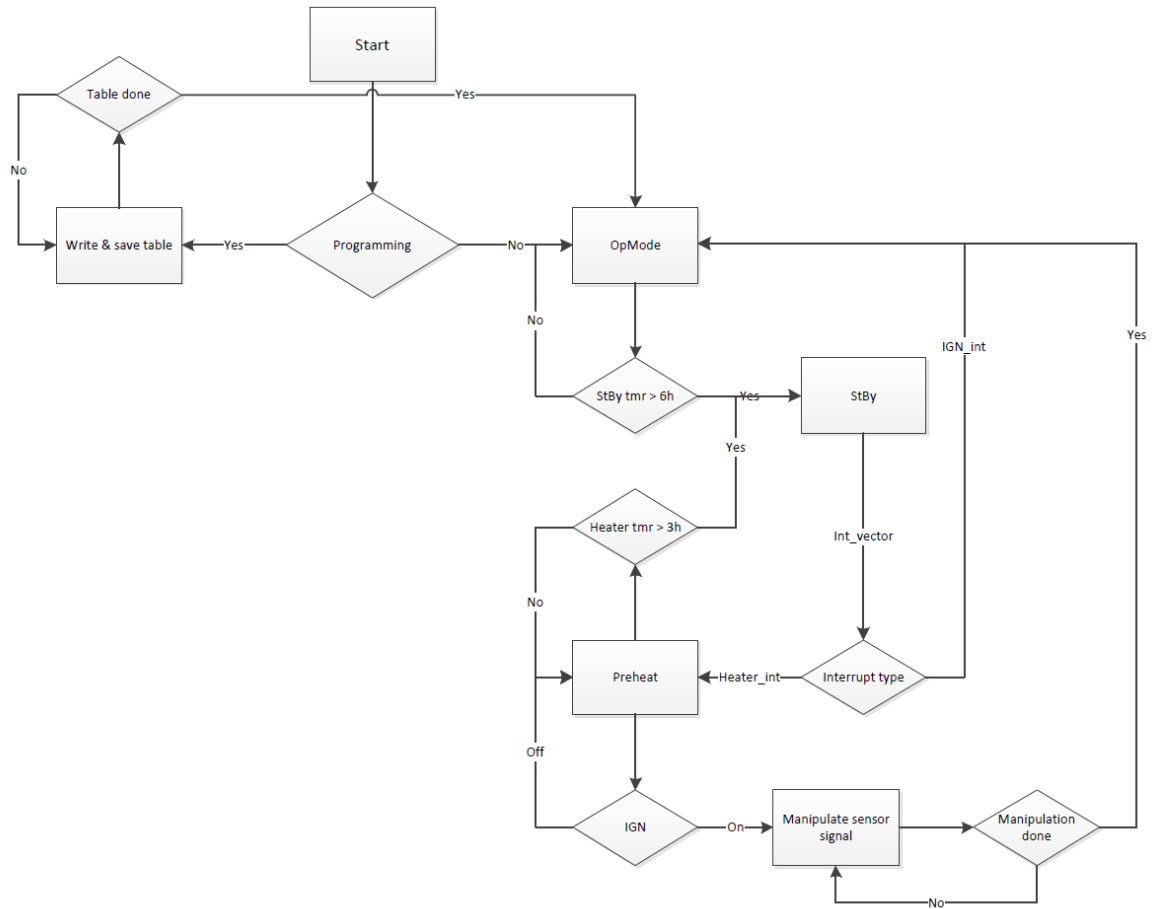 Start
Table done
Yes
No
Write & save table
Yes
Programming
No
OpMode
No
IGN_int
Yes
StBy tmr > 6h
Yes
StBy
Yes
Heater tmr > 3h
Int_vector
No
Preheat
Heater_int
Interrupt type
Off
IGN
On
Manipulate sensor
signal
Manipulation
done
No